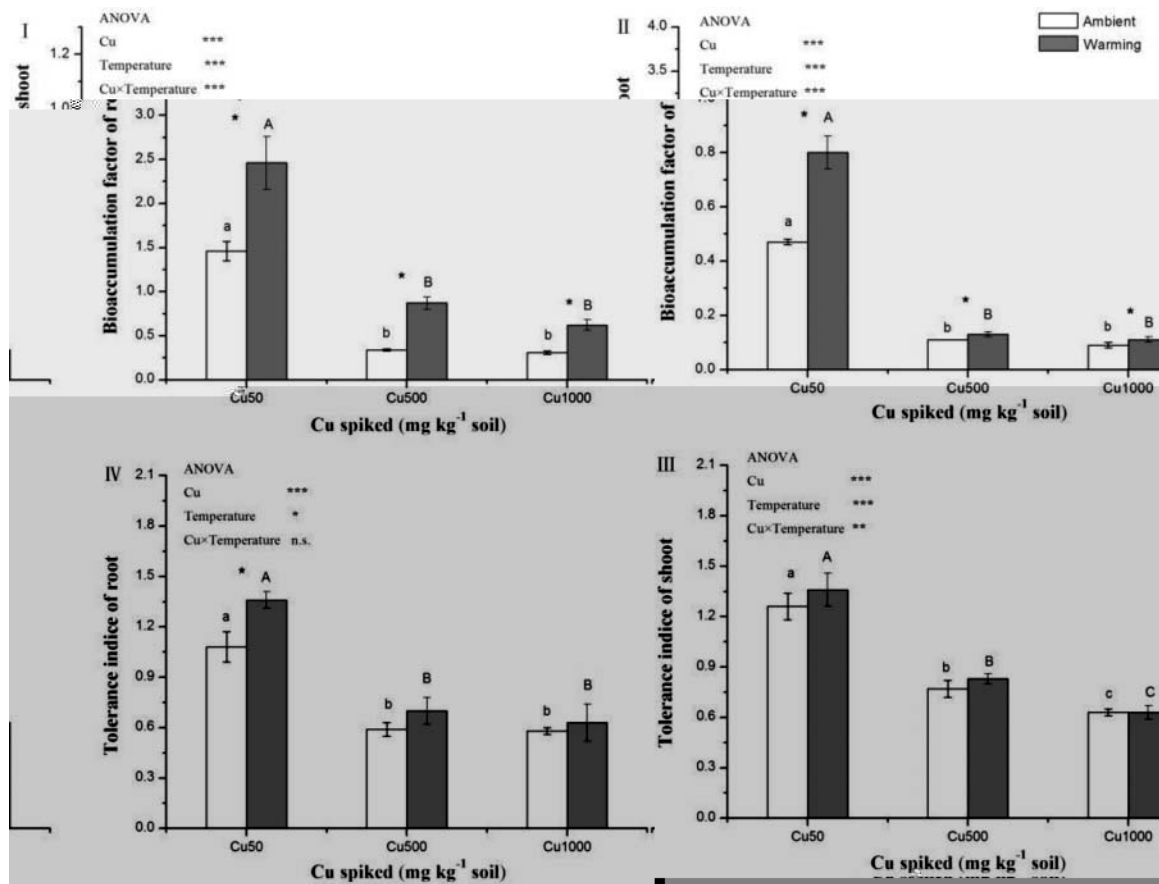 I
ANOVA
Cu ***
Temperature ***
Cu×Temperature ***
1.2
shoot
II
ANOVA
Cu ***
Temperature ***
Cu×Temperature ***
4.0
3.5
Ambient
Warming
Bioaccumulation factor of
3.0
2.5
2.0
1.5
1.0
0.5
0.0
* A
a
* B
b
* B
b
Cu50 Cu500 Cu1000
Cu spiked (mg kg⁻¹ soil)
Bioaccumulation factor of
0.8
0.6
0.4
0.2
0.0
* A
a
* B
b
* B
b
Cu50 Cu500 Cu1000
Cu spiked (mg kg⁻¹ soil)
IV
ANOVA
Cu ***
Temperature *
Cu×Temperature n.s.
Tolerance indice of root
2.1
1.8
1.5
1.2
0.9
0.6
0.3
0.0
* A
a
b B
b B
Cu50 Cu500 Cu1000
Cu spiked (mg kg⁻¹ soil)
III
ANOVA
Cu ***
Temperature ***
Cu×Temperature **
Tolerance indice of shoot
2.1
1.8
1.5
1.2
0.9
0.6
0.3
0.0
a A
b B
c C
Cu50 Cu500 Cu1000
Cu spiked (mg kg⁻¹ soil)